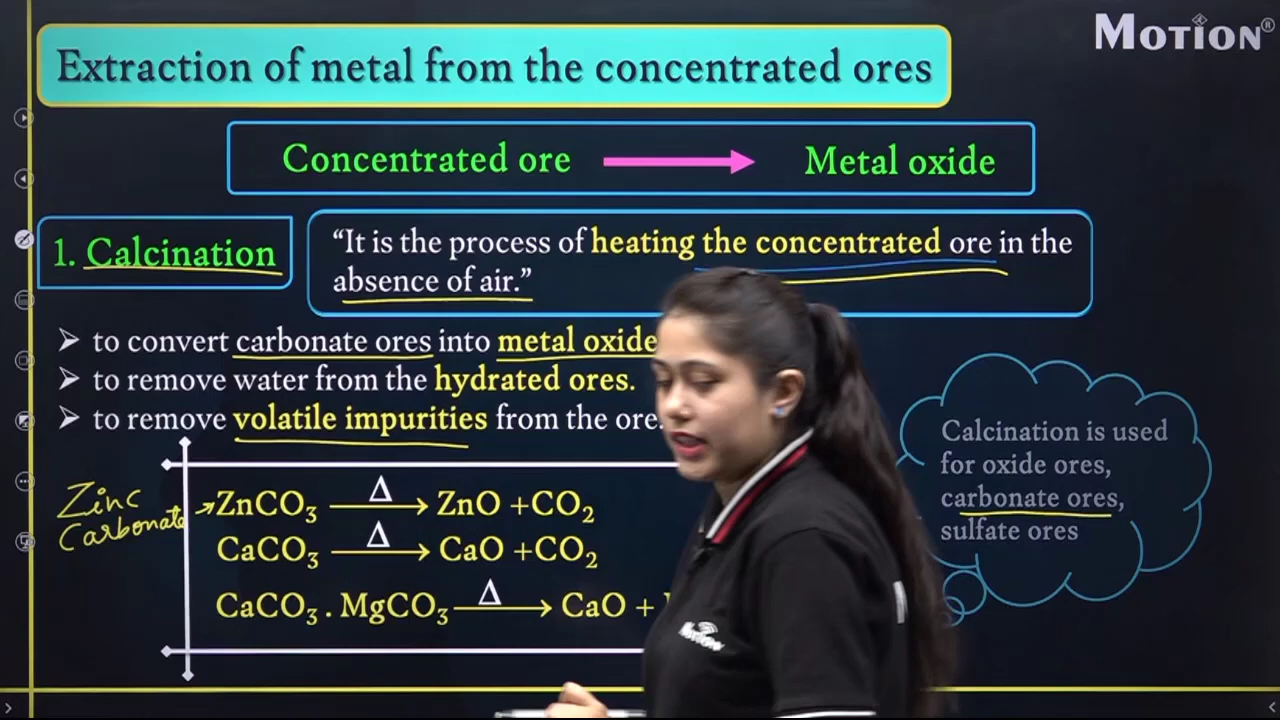 MOTION®
Extraction of metal from the concentrated ores
Concentrated ore → Metal oxide
1. Calcination
“It is the process of heating the concentrated ore in the
absence of air.”
➢ to convert carbonate ores into metal oxide
➢ to remove water from the hydrated ores.
➢ to remove volatile impurities from the ore.
Calcination is used
for oxide ores,
carbonate ores,
sulfate ores
Zinc
Carbonate
ZnCO₃ —Δ→ ZnO +CO₂
CaCO₃ —Δ→ CaO +CO₂
CaCO₃ . MgCO₃ —Δ→ CaO +
MOTION